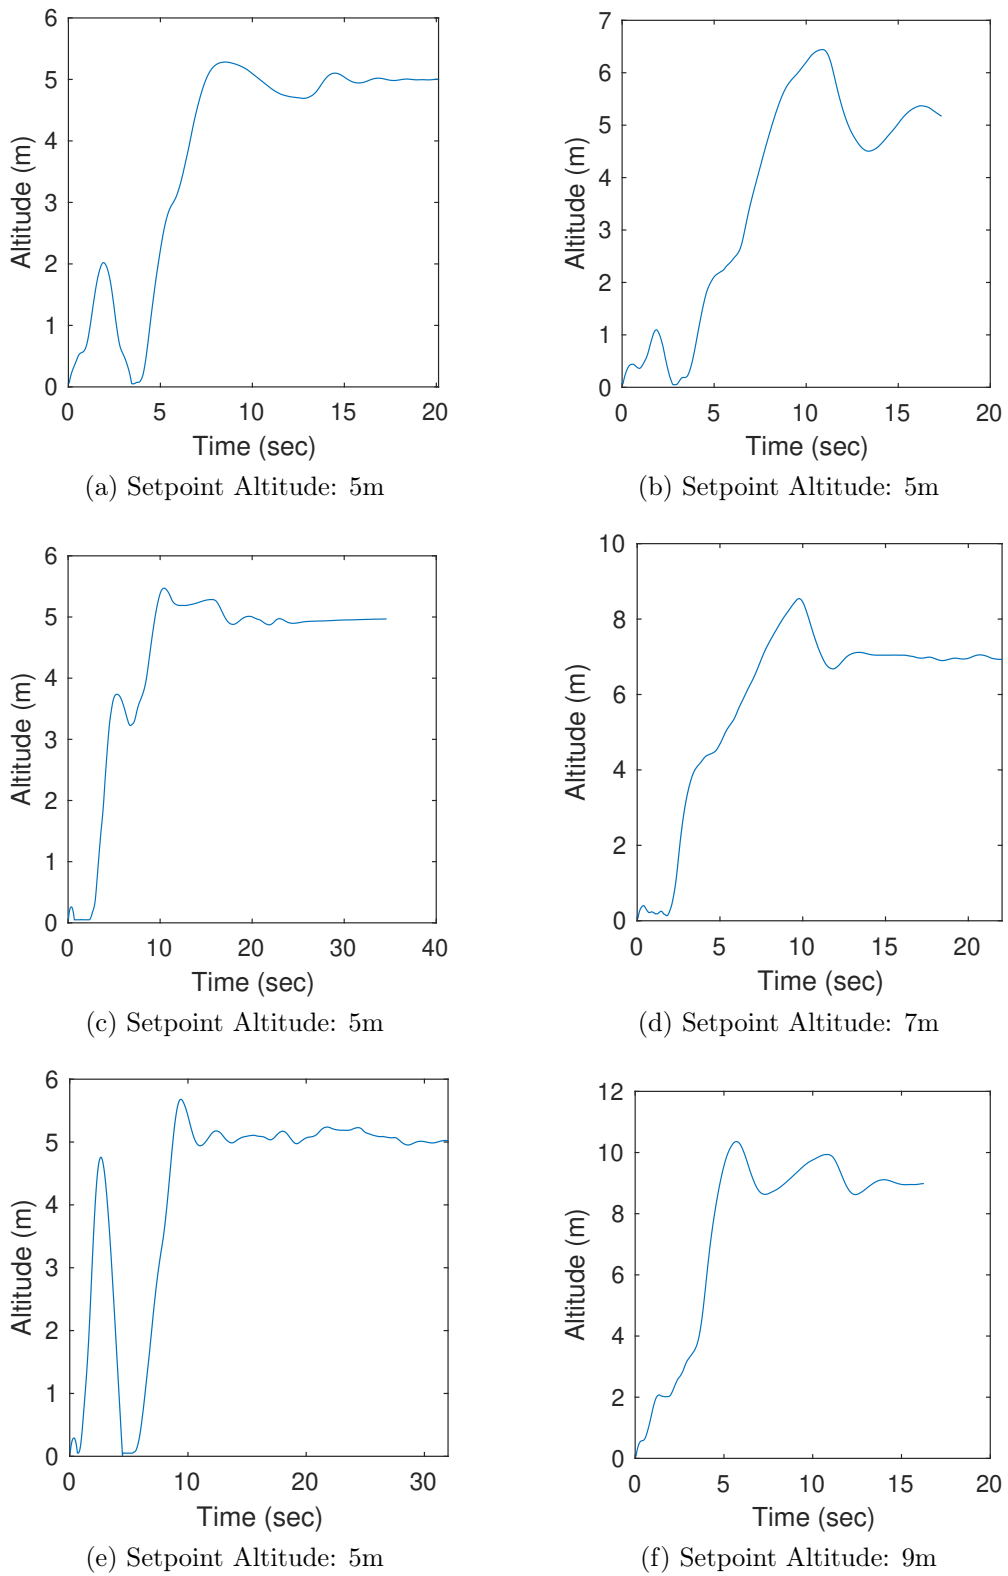 6
5
4
3
2
1
0
Altitude (m)
0 5 10 15 20
Time (sec)
(a) Setpoint Altitude: 5m
7
6
5
4
3
2
1
0
Altitude (m)
0 5 10 15 20
Time (sec)
(b) Setpoint Altitude: 5m
6
5
4
3
2
1
0
Altitude (m)
0 10 20 30 40
Time (sec)
(c) Setpoint Altitude: 5m
10
8
6
4
2
0
Altitude (m)
0 5 10 15 20
Time (sec)
(d) Setpoint Altitude: 7m
6
5
4
3
2
1
0
Altitude (m)
0 10 20 30
Time (sec)
(e) Setpoint Altitude: 5m
12
10
8
6
4
2
0
Altitude (m)
0 5 10 15 20
Time (sec)
(f) Setpoint Altitude: 9m